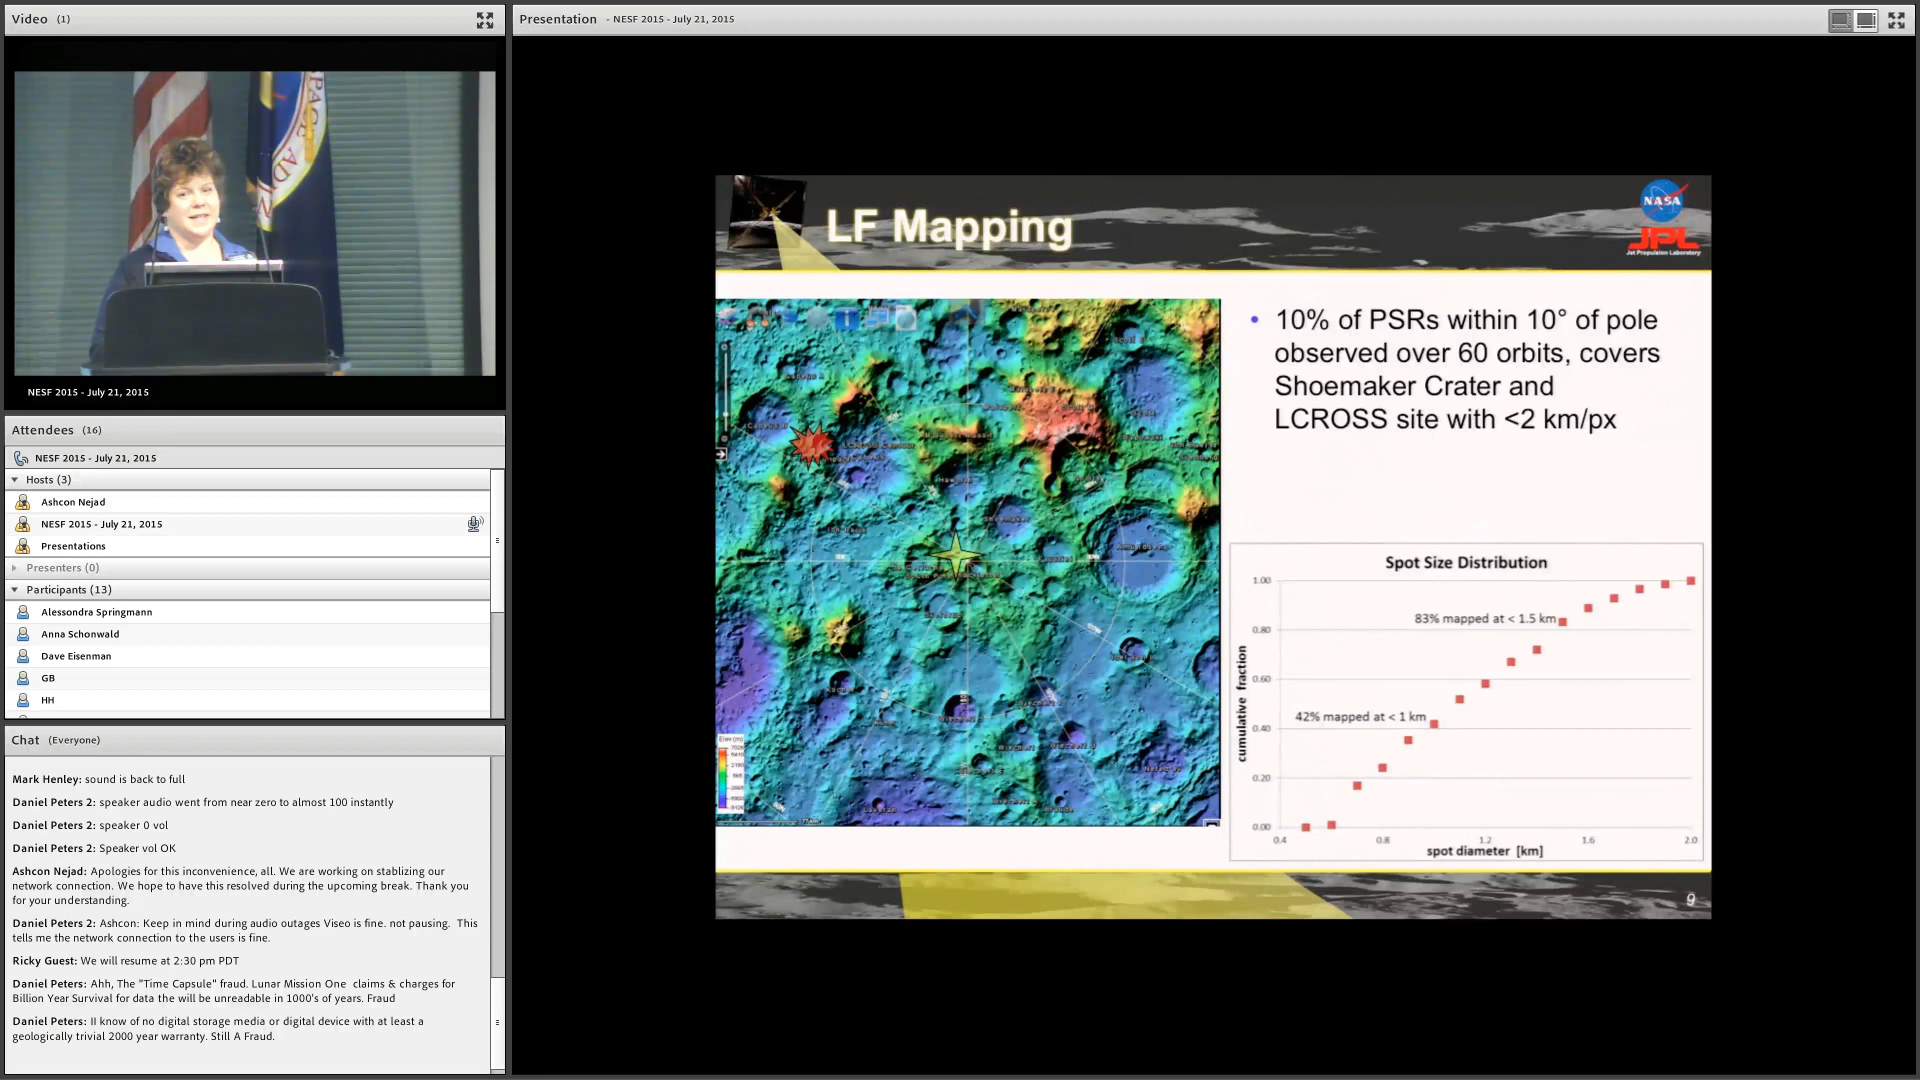 Video (1)
NESF 2015 - July 21, 2015
Attendees (16)
NESF 2015 - July 21, 2015
Hosts (3)
Ashcon Nejad
NESF 2015 - July 21, 2015
Presentations
Presenters (0)
Participants (13)
Alessondra Springmann
Anna Schonwald
Dave Eisenman
GB
HH
Chat (Everyone)
Mark Henley: sound is back to full
Daniel Peters 2: speaker audio went from near zero to almost 100 instantly
Daniel Peters 2: speaker 0 vol
Daniel Peters 2: Speaker vol OK
Ashcon Nejad: Apologies for this inconvenience, all. We are working on stablizing our
network connection. We hope to have this resolved during the upcoming break. Thank you
for your understanding.
Daniel Peters 2: Ashcon: Keep in mind during audio outages Viseo is fine. not pausing. This
tells me the network connection to the users is fine.
Ricky Guest: We will resume at 2:30 pm PDT
Daniel Peters: Ahh, The "Time Capsule" fraud. Lunar Mission One claims & charges for
Billion Year Survival for data the will be unreadable in 1000's of years. Fraud
Daniel Peters: II know of no digital storage media or digital device with at least a
geologically trivial 2000 year warranty. Still A Fraud.
Presentation - NESF 2015 - July 21, 2015
LF Mapping
NASA
JPL
Jet Propulsion Laboratory
• 10% of PSRs within 10° of pole
observed over 60 orbits, covers
Shoemaker Crater and
LCROSS site with <2 km/px
Spot Size Distribution
1.00
83% mapped at < 1.5 km
0.80
0.60
42% mapped at < 1 km
0.40
0.20
0.00
cumulative fraction
0.4 0.8 1.2 1.6 2.0
spot diameter [km]
9